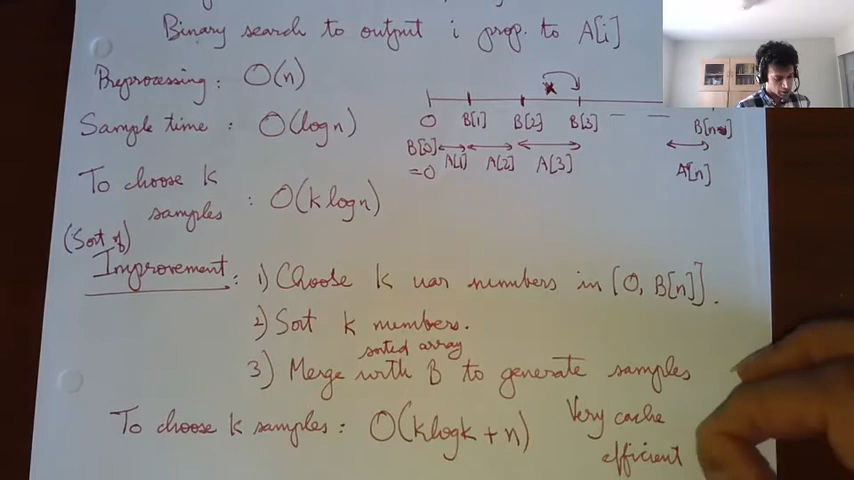 Binary search to output i prop. to A[i]
Preprocessing: O(n)
Sample time : O(log n)
0 B[1] B[2] B[3] B[n]
B[0] A[1] A[2] A[3] A[n]
=0
To choose k
samples : O(k log n)
(Sort of)
Improvement: 1) Choose k uar numbers in [0, B[n]].
2) Sort k numbers.
sorted array
3) Merge with B to generate samples
To choose k samples: O(k log k + n)
Very cache
efficient